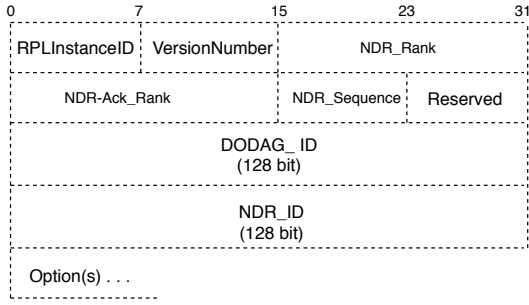 0 7 15 23 31
RPLInstanceID VersionNumber NDR_Rank
NDR-Ack_Rank NDR_Sequence Reserved
DODAG_ ID
(128 bit)
NDR_ID
(128 bit)
Option(s) . . .